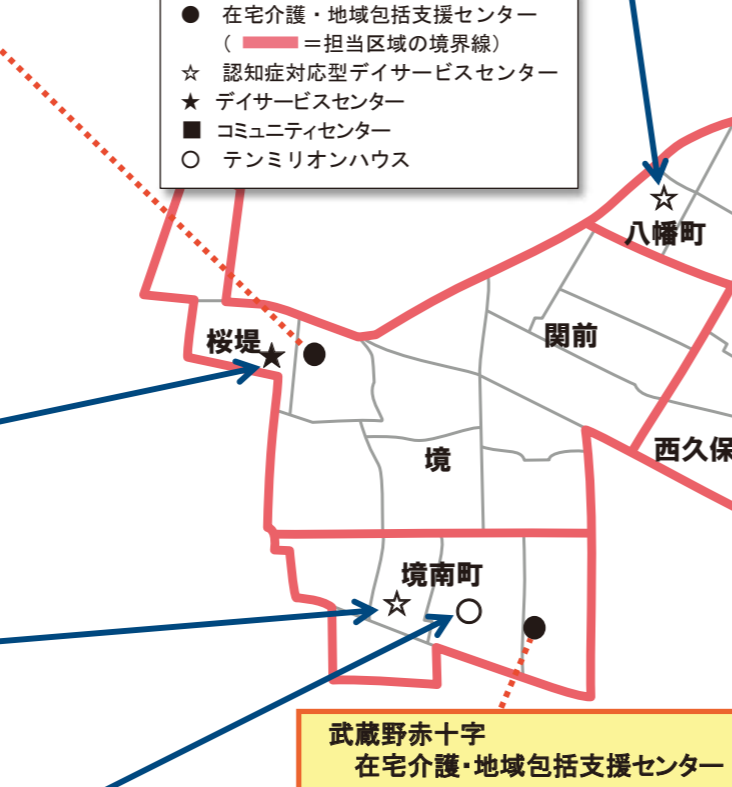 ● 在宅介護・地域包括支援センター
（ ＝担当区域の境界線）
☆ 認知症対応型デイサービスセンター
★ デイサービスセンター
■ コミュニティセンター
○ テンミリオンハウス
八幡町
関前
桜堤
西久保
境
境南町
武蔵野赤十字
在宅介護・地域包括支援センター